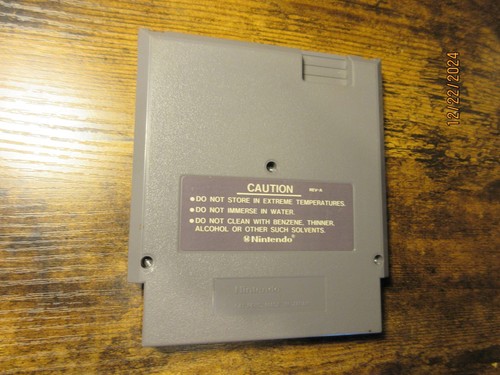 12/22/2024
CAUTION REV-A
●DO NOT STORE IN EXTREME TEMPERATURES.
●DO NOT IMMERSE IN WATER.
●DO NOT CLEAN WITH BENZENE, THINNER,
ALCOHOL OR OTHER SUCH SOLVENTS.
Nintendo®